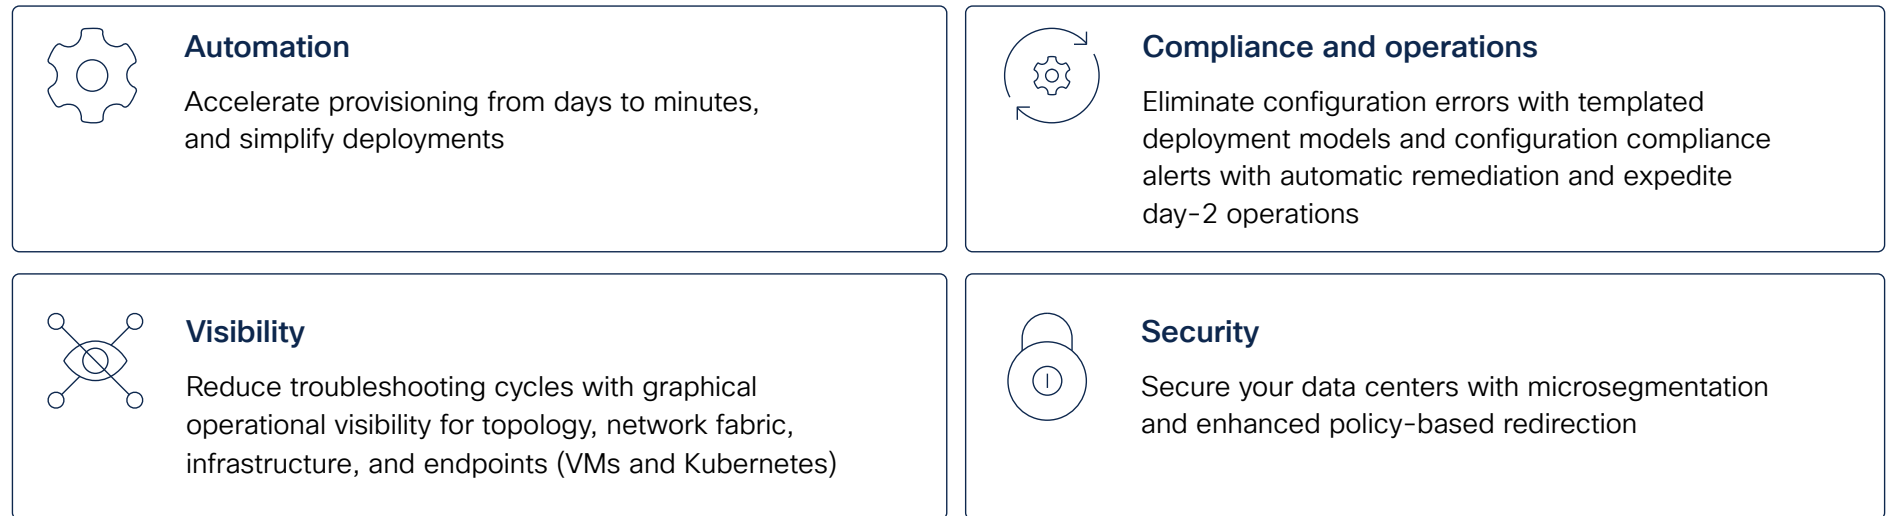 Automation
Accelerate provisioning from days to minutes,
and simplify deployments
Compliance and operations
Eliminate configuration errors with templated
deployment models and configuration compliance
alerts with automatic remediation and expedite
day-2 operations
Visibility
Reduce troubleshooting cycles with graphical
operational visibility for topology, network fabric,
infrastructure, and endpoints (VMs and Kubernetes)
Security
Secure your data centers with microsegmentation
and enhanced policy-based redirection